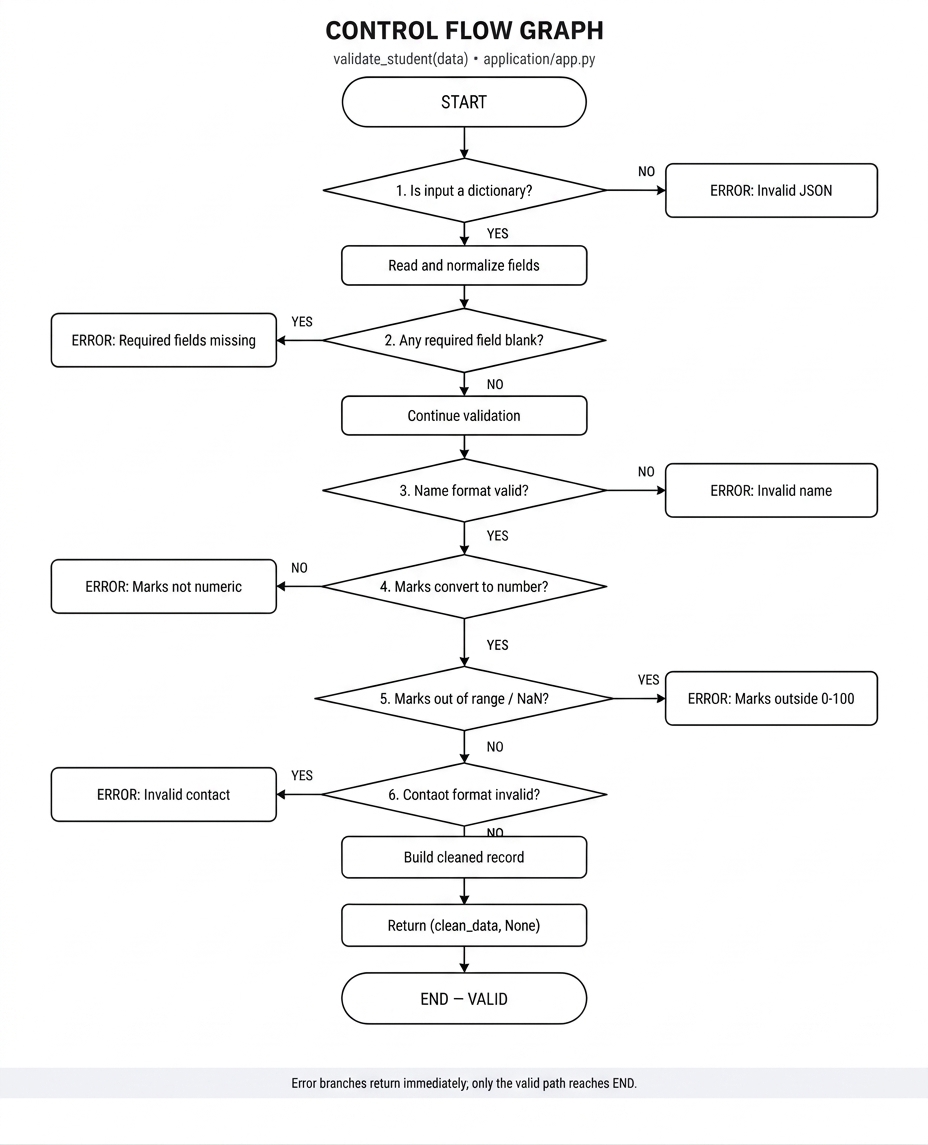 CONTROL FLOW GRAPH
validate_student(data) • application/app.py
START
1. Is input a dictionary?
NO
ERROR: Invalid JSON
YES
Read and normalize fields
YES
ERROR: Required fields missing
2. Any required field blank?
NO
Continue validation
3. Name format valid?
NO
ERROR: Invalid name
YES
NO
ERROR: Marks not numeric
4. Marks convert to number?
YES
5. Marks out of range / NaN?
YES
ERROR: Marks outside 0-100
NO
YES
ERROR: Invalid contact
6. Contaot format invalid?
NO
Build cleaned record
Return (clean_data, None)
END — VALID
Error branches return immediately, only the valid path reaches END.